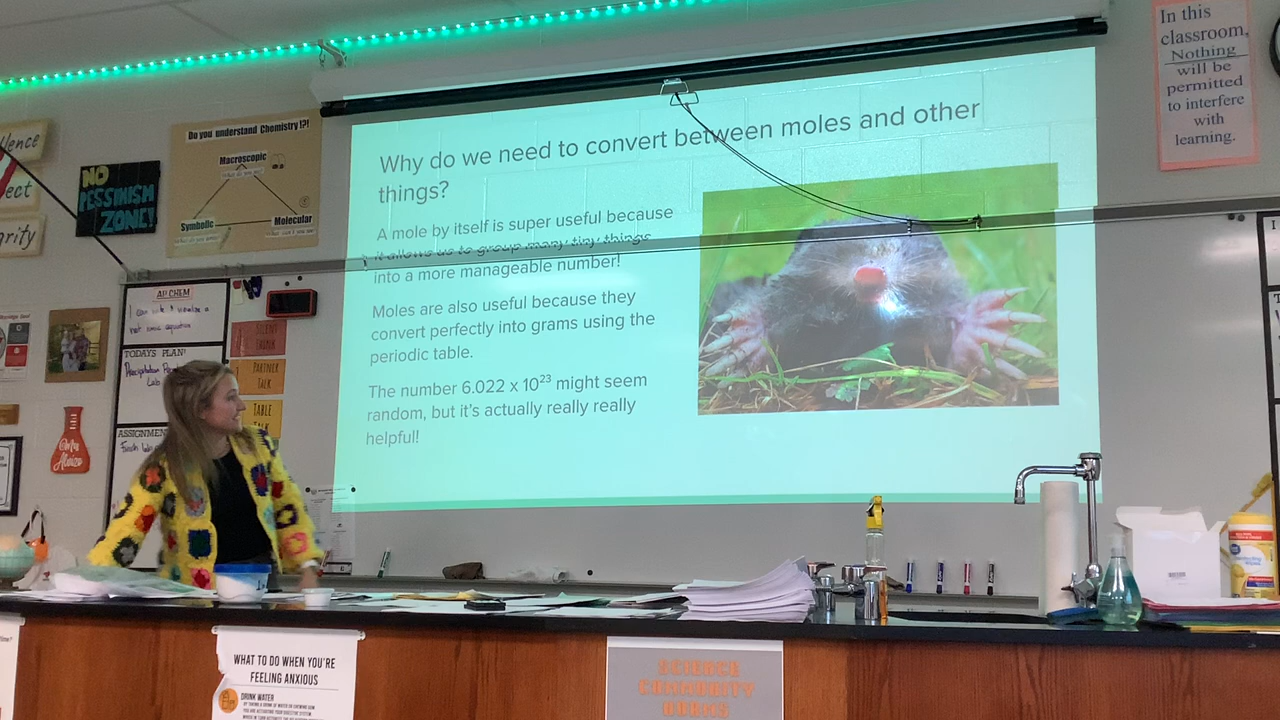 Why do we need to convert between moles and other
things?
A mole by itself is super useful because
it allows us to group many tiny things
into a more manageable number!
Moles are also useful because they
convert perfectly into grams using the
periodic table.
The number 6.022 x 10²³ might seem
random, but it's actually really really
helpful!
In this
classroom,
Nothing
will be
permitted
to interfere
with
learning.
NO
PESSIMISM
ZONE!
Do you understand Chemistry !?!
Macroscopic
Symbolic
Molecular
AP CHEM
TODAYS PLAN!
Lab
ASSIGNMEN
SILENT
PARTNER
TALK
TABLE
TALK
WHAT TO DO WHEN YOU'RE
FEELING ANXIOUS
DRINK WATER
SCIENCE
COMMUNITY
NORMS